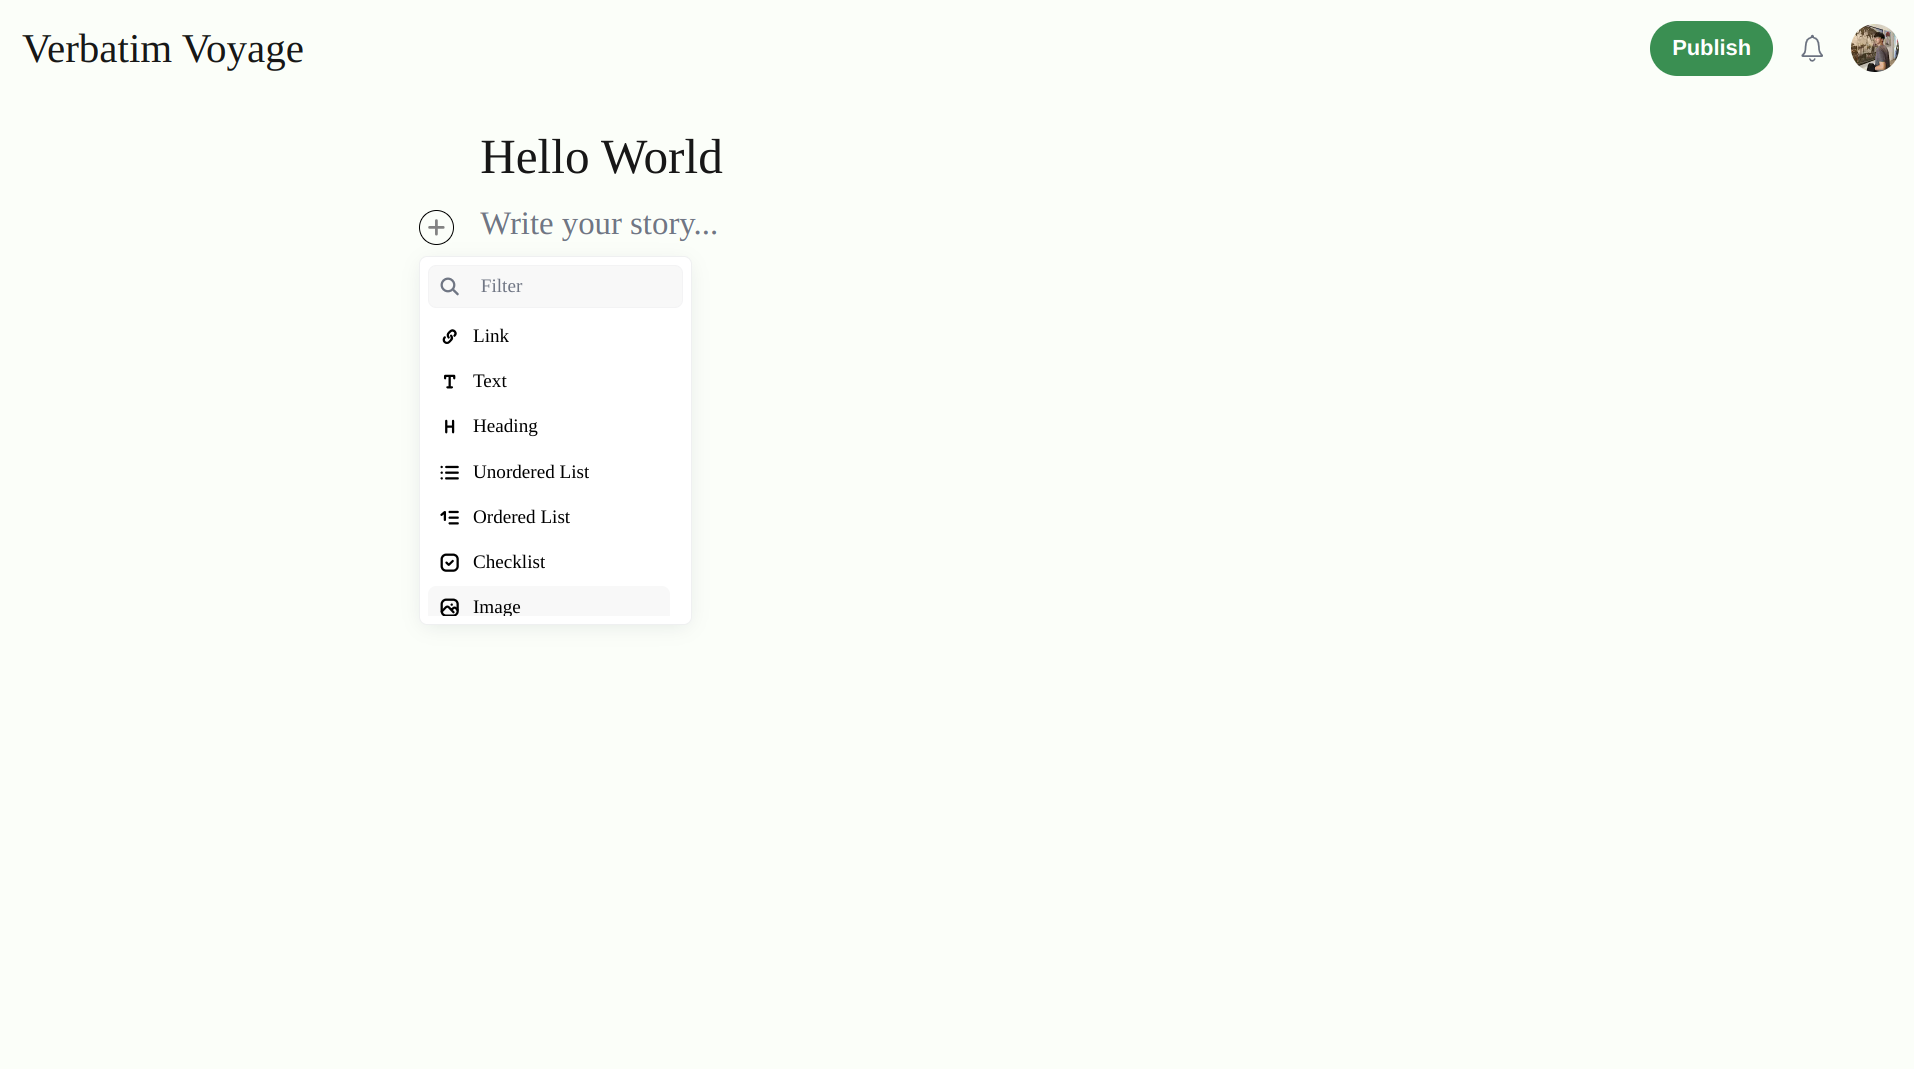 Verbatim Voyage
Publish
Hello World
Write your story...
Filter
Link
Text
Heading
Unordered List
Ordered List
Checklist
Image